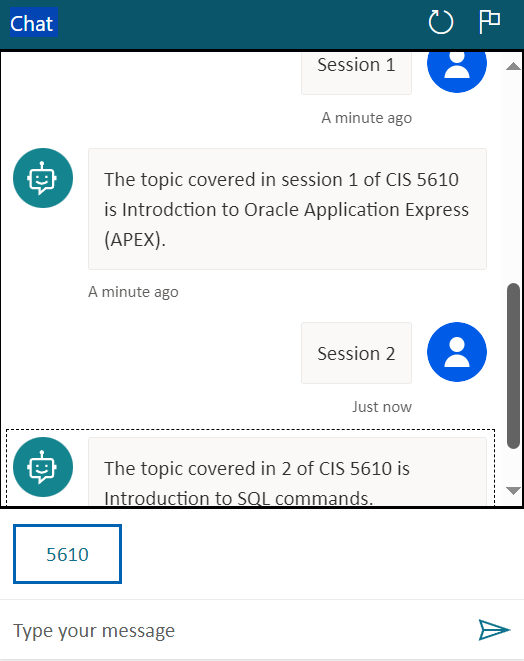 Chat
Session 1
A minute ago
The topic covered in session 1 of CIS 5610
is Introdction to Oracle Application Express
(APEX).
A minute ago
Session 2
Just now
The topic covered in 2 of CIS 5610 is
Introduction to SQL commands.
5610
Type your message